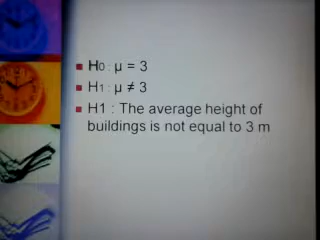 H0 : μ = 3
H1 : μ ≠ 3
H1 : The average height of
buildings is not equal to 3 m